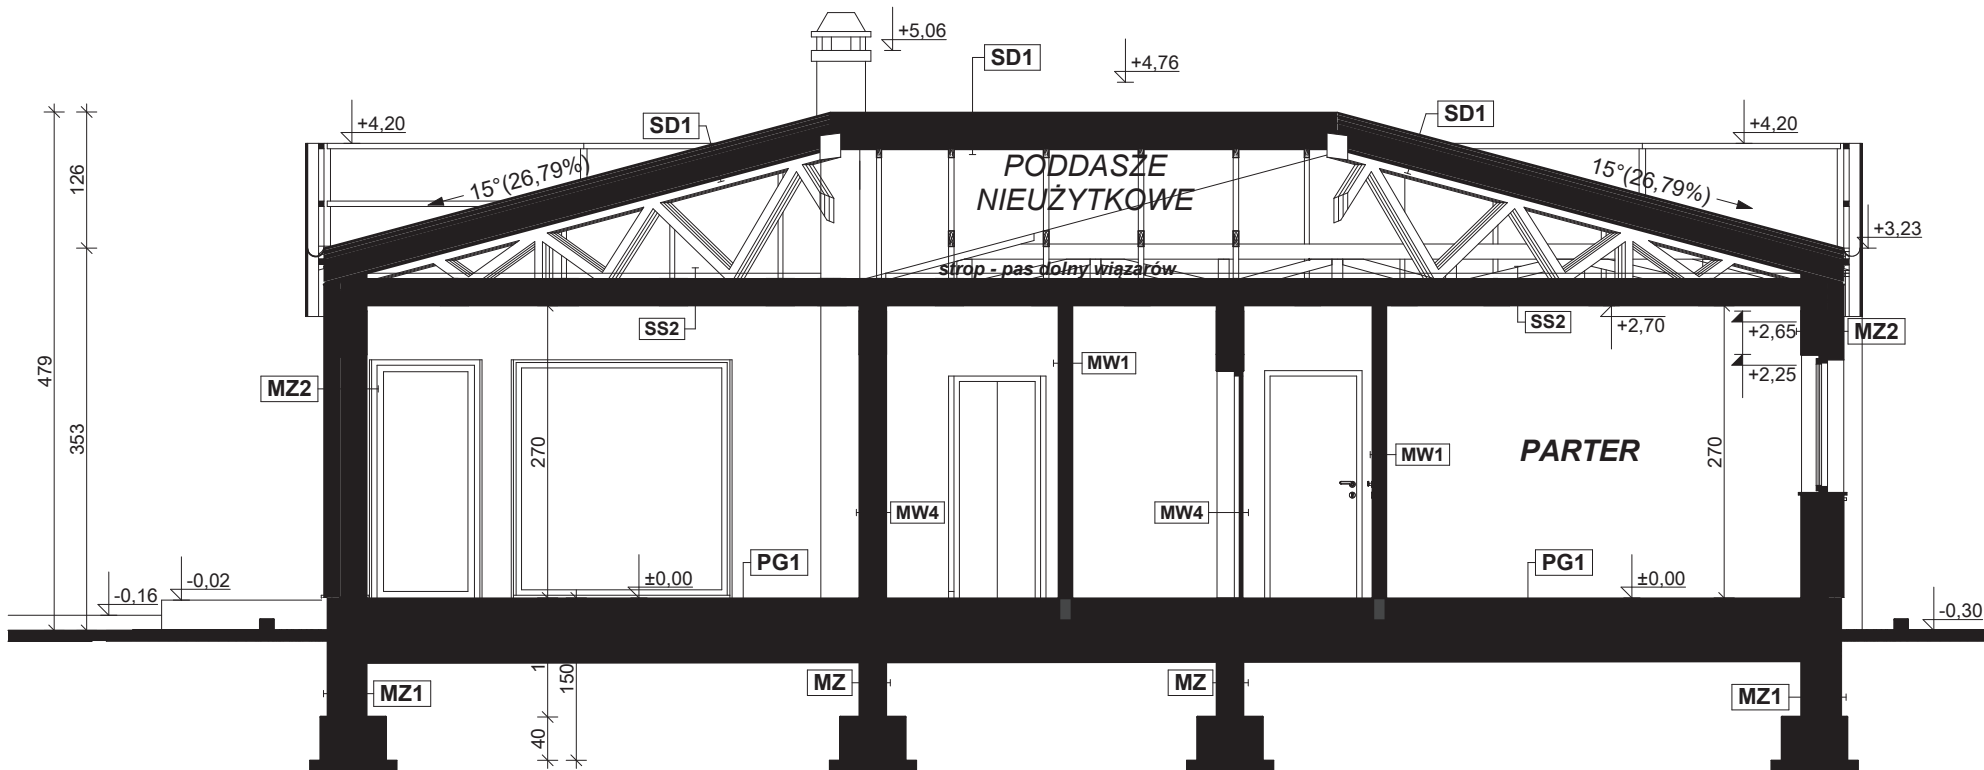 +5,06
SD1
+4,76
+4,20
SD1
SD1
+4,20
126
15°(26,79%)
PODDASZE
NIEUŻYTKOWE
15°(26,79%)
+3,23
strop - pas dolny wiązarów
SS2
SS2
+2,70
+2,65
MZ2
479
MW1
+2,25
MZ2
353
270
PARTER
270
MW1
MW4
MW4
PG1
PG1
-0,16
-0,02
±0,00
±0,00
-0,30
150
MZ1
MZ
MZ
MZ1
40